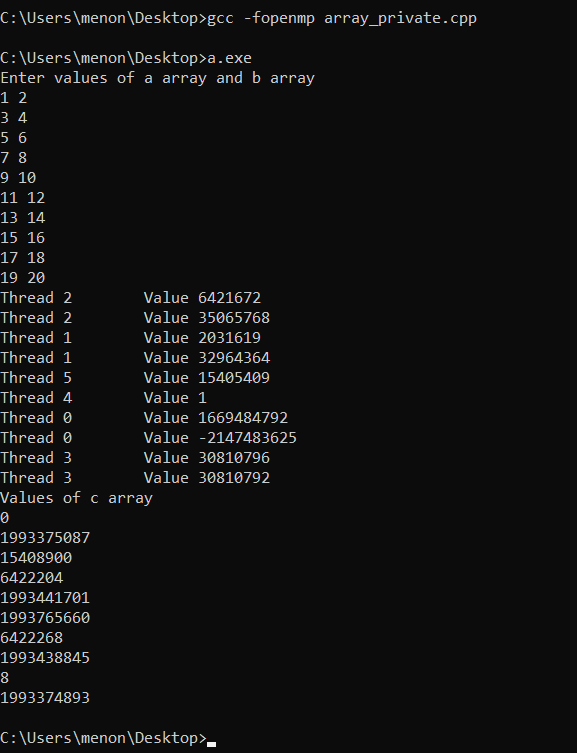 C:\Users\menon\Desktop>gcc -fopenmp array_private.cpp
C:\Users\menon\Desktop>a.exe
Enter values of a array and b array
1 2
3 4
5 6
7 8
9 10
11 12
13 14
15 16
17 18
19 20
Thread 2        Value 6421672
Thread 2        Value 35065768
Thread 1        Value 2031619
Thread 1        Value 32964364
Thread 5        Value 15405409
Thread 4        Value 1
Thread 0        Value 1669484792
Thread 0        Value -2147483625
Thread 3        Value 30810796
Thread 3        Value 30810792
Values of c array
0
1993375087
15408900
6422204
1993441701
1993765660
6422268
1993438845
8
1993374893
C:\Users\menon\Desktop>